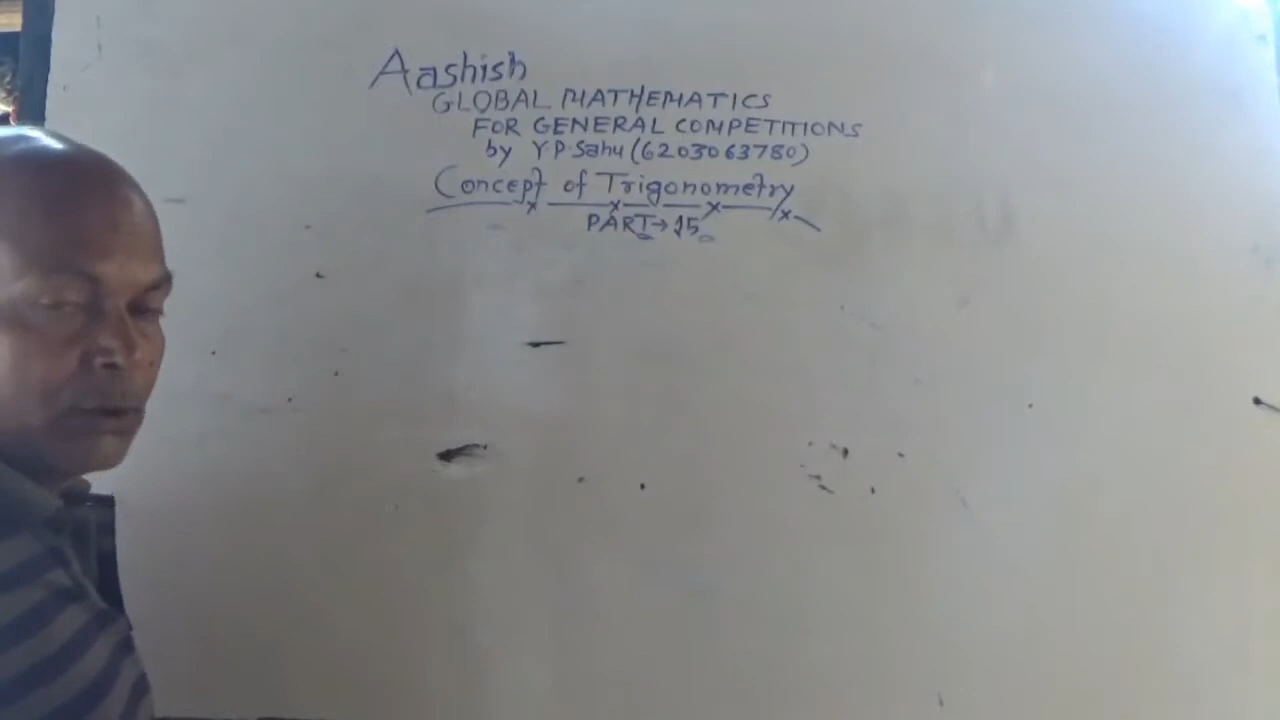 Aashish
GLOBAL MATHEMATICS
FOR GENERAL COMPETITIONS
by Y.P.Sahu (6203063780)
Concept of Trigonometry
PART→15